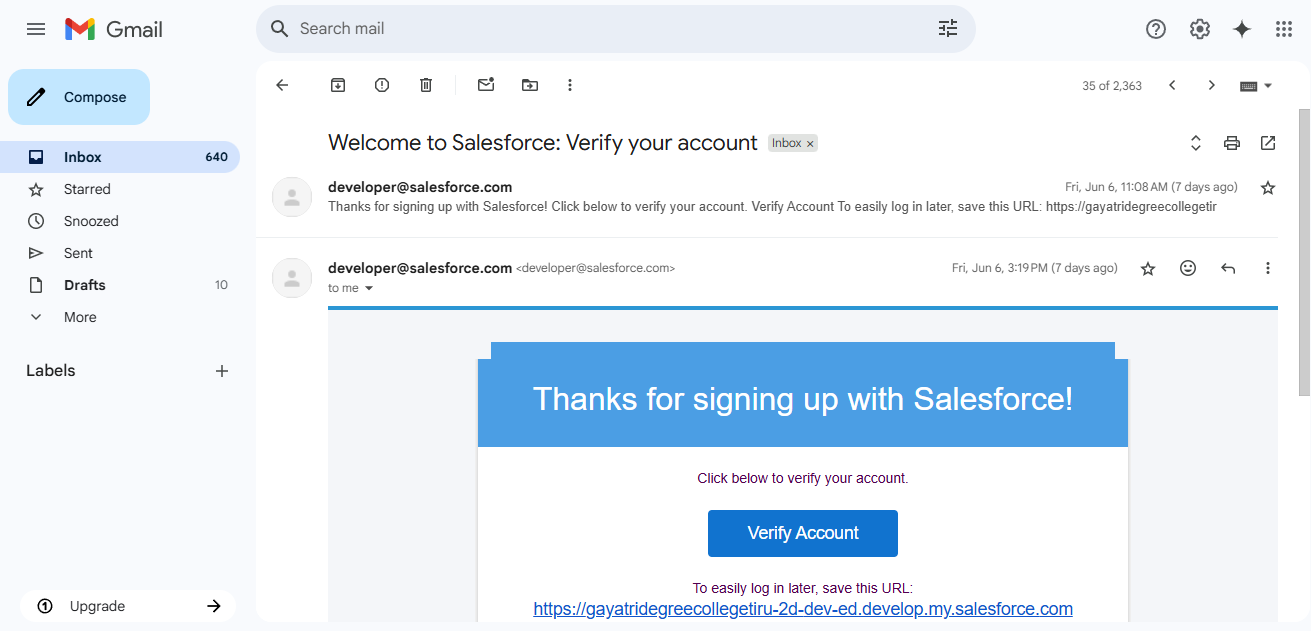 Gmail
Search mail
Compose
35 of 2,363
Inbox 640
Starred
Snoozed
Sent
Drafts 10
More
Labels
Upgrade
Welcome to Salesforce: Verify your account Inbox ×
developer@salesforce.com Fri, Jun 6, 11:08 AM (7 days ago)
Thanks for signing up with Salesforce! Click below to verify your account. Verify Account To easily log in later, save this URL: https://gayatridegreecollegetir
developer@salesforce.com <developer@salesforce.com> Fri, Jun 6, 3:19 PM (7 days ago)
to me
Thanks for signing up with Salesforce!
Click below to verify your account.
Verify Account
To easily log in later, save this URL:
https://gayatridegreecollegetiru-2d-dev-ed.develop.my.salesforce.com